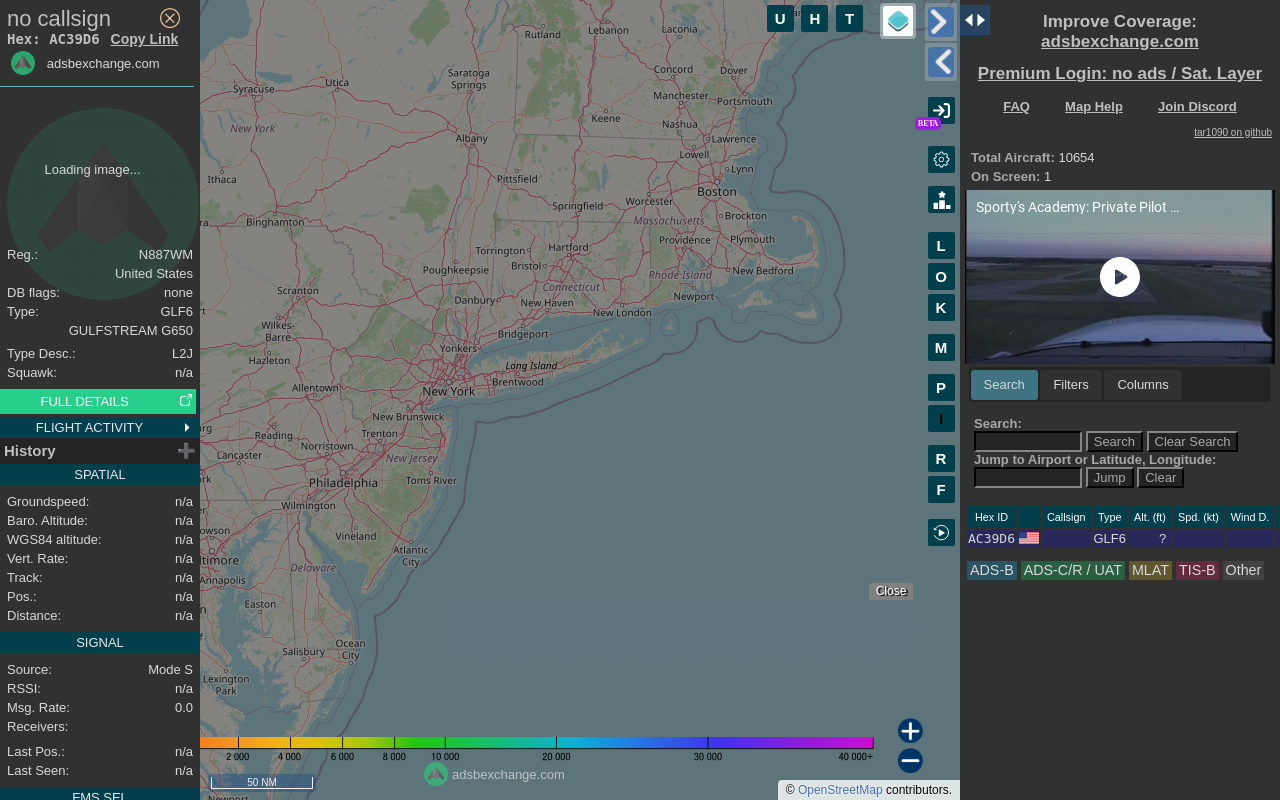 no callsign
Hex: AC39D6 Copy Link
adsbexchange.com
Loading image...
Reg.: N887WM
United States
DB flags: none
Type: GLF6
GULFSTREAM G650
Type Desc.: L2J
Squawk: n/a
FULL DETAILS
FLIGHT ACTIVITY
History
SPATIAL
Groundspeed: n/a
Baro. Altitude: n/a
WGS84 altitude: n/a
Vert. Rate: n/a
Track: n/a
Pos.: n/a
Distance: n/a
SIGNAL
Source: Mode S
RSSI: n/a
Msg. Rate: 0.0
Receivers:
Last Pos.: n/a
Last Seen: n/a
FMS SEL
U H T
Rutland
Lebanon
Laconia
Concord
Dover
Syracuse
Utica
Saratoga
Springs
Manchester
Portsmouth
Keene
Nashua
New York
Albany
Lawrence
Lowell
Lynn
Ithaca
Pittsfield
Boston
Springfield
Worcester
Binghamton
Massachusetts
Brockton
Torrington
Hartford
Providence
Plymouth
Poughkeepsie
Bristol
Rhode Island
New Bedford
Connecticut
Scranton
Danbury
New Haven
Newport
New London
Wilkes-
Barre
Bridgeport
Yonkers
Hazleton
Long Island
Brentwood
Allentown
New York
New Brunswick
Reading
Trenton
Norristown
Lancaster
New Jersey
Philadelphia
Toms River
Wilmington
Vineland
Atlantic
City
Delaware
Annapolis
Easton
Ocean
City
Salisbury
Lexington
Park
Newport
BETA
L
O
K
M
P
I
R
F
Close
2 000 4 000 6 000 8 000 10 000 20 000 30 000 40 000+
50 NM
adsbexchange.com
© OpenStreetMap contributors.
Improve Coverage:
adsbexchange.com
Premium Login: no ads / Sat. Layer
FAQ Map Help Join Discord
tar1090 on github
Total Aircraft: 10654
On Screen: 1
Sporty's Academy: Private Pilot ...
Search Filters Columns
Search:
Search Clear Search
Jump to Airport or Latitude, Longitude:
Jump Clear
Hex ID Callsign Type Alt. (ft) Spd. (kt) Wind D.
AC39D6 GLF6 ?
ADS-B ADS-C/R / UAT MLAT TIS-B Other